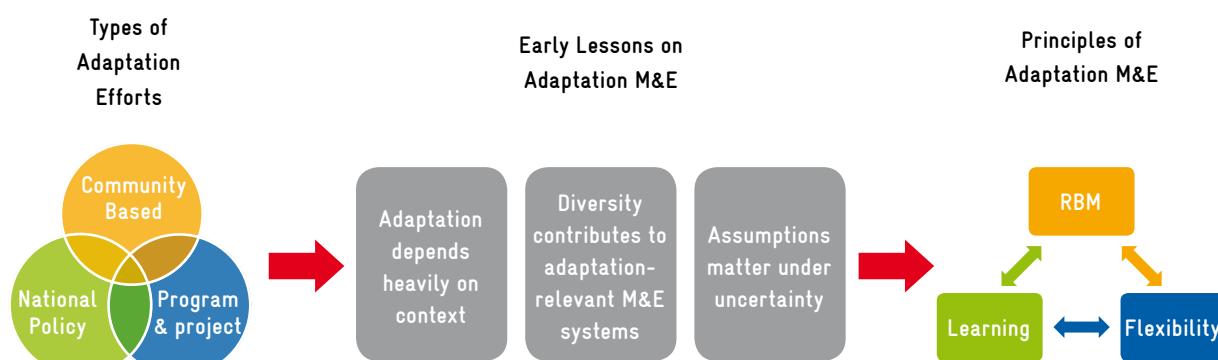 Types of
Adaptation
Efforts
Early Lessons on
Adaptation M&E
Principles of
Adaptation M&E
Community
Based
National
Policy
Program
& project
Adaptation
depends
heavily on
context
Diversity
contributes to
adaptation-
relevant M&E
systems
Assumptions
matter under
uncertainty
RBM
Learning
Flexibility